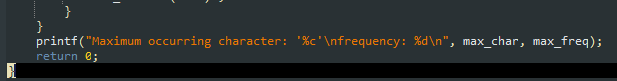 }
}
printf("Maximum occurring character: '%c'\nfrequency: %d\n", max_char, max_freq);
return 0;
}